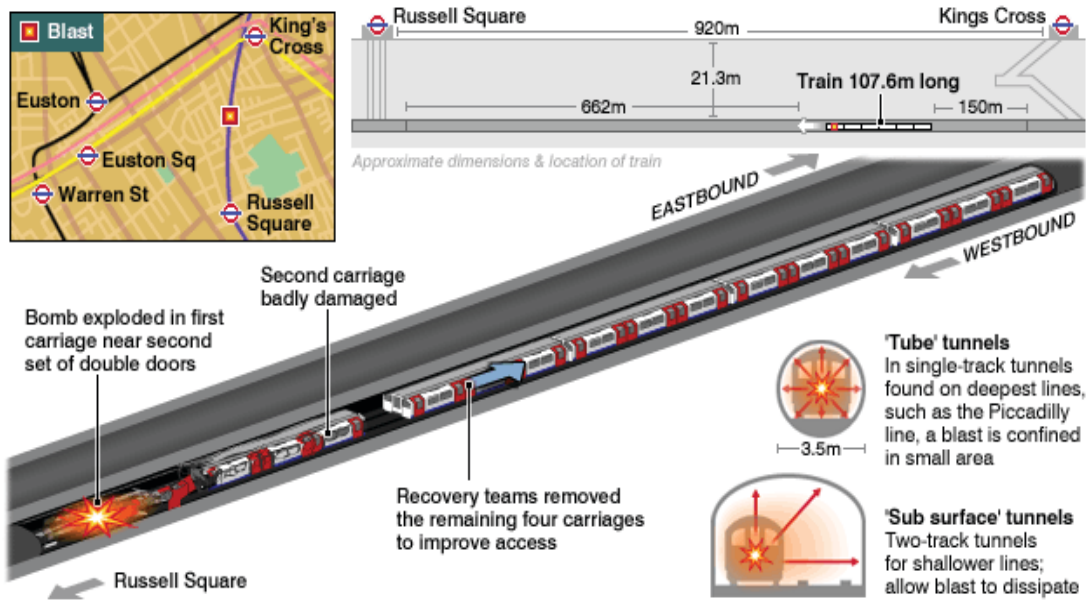 Blast
King's
Cross
Euston
Euston Sq
Warren St
Russell
Square
Russell Square
Kings Cross
920m
21.3m
Train 107.6m long
662m
150m
Approximate dimensions & location of train
EASTBOUND
WESTBOUND
Second carriage
badly damaged
Bomb exploded in first
carriage near second
set of double doors
Recovery teams removed
the remaining four carriages
to improve access
Russell Square
'Tube' tunnels
In single-track tunnels
found on deepest lines,
such as the Piccadilly
line, a blast is confined
in small area
3.5m
'Sub surface' tunnels
Two-track tunnels
for shallower lines;
allow blast to dissipate